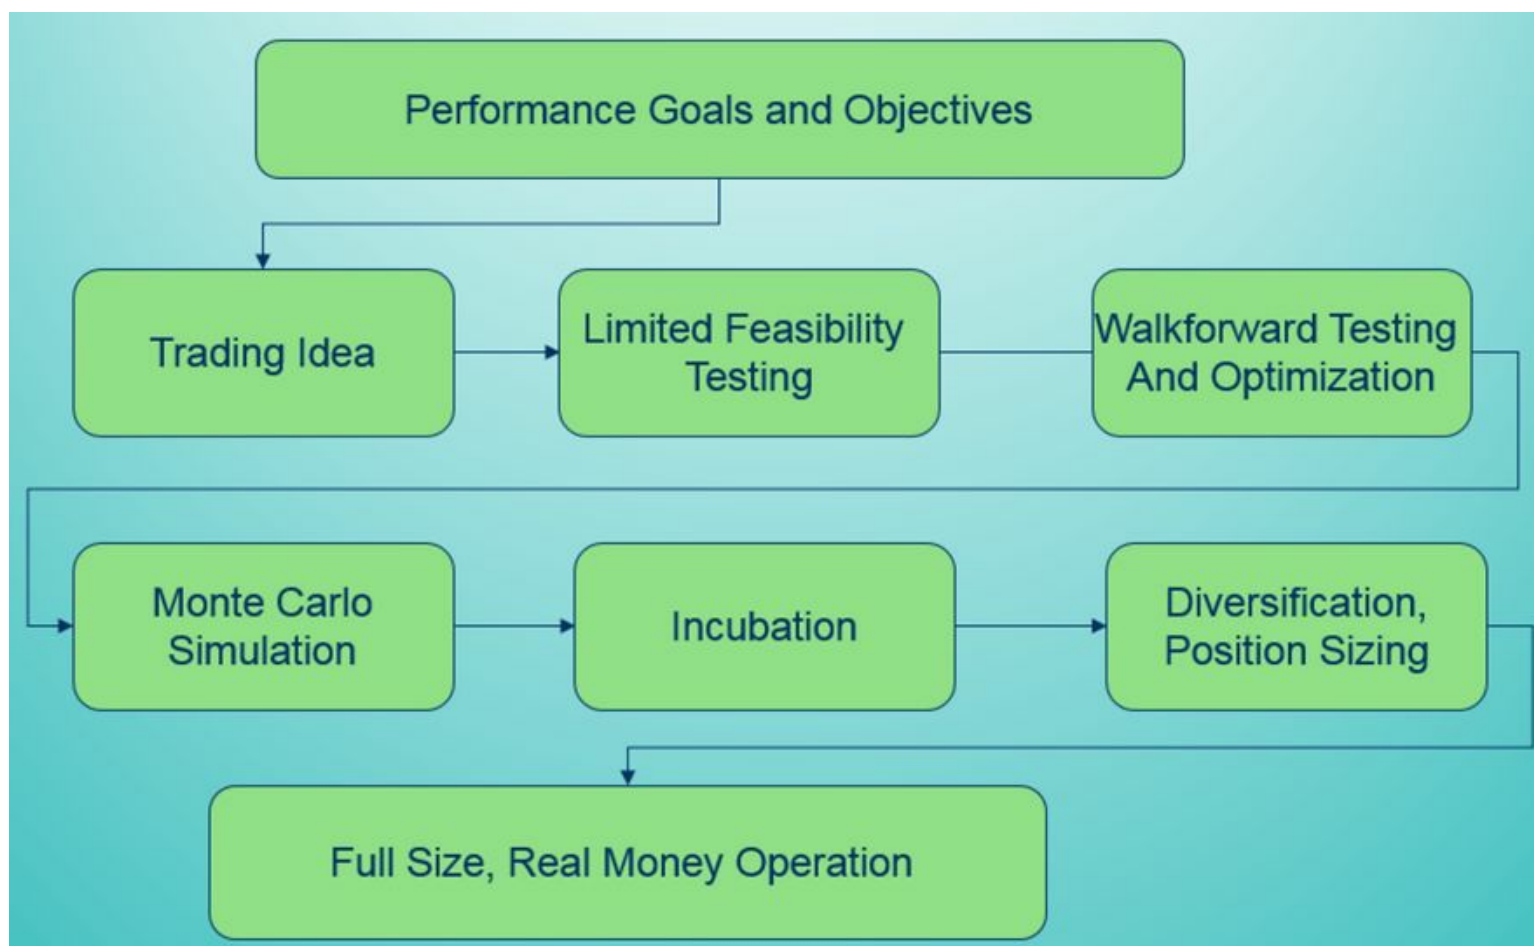 Performance Goals and Objectives
Trading Idea
Limited Feasibility
Testing
Walkforward Testing
And Optimization
Monte Carlo
Simulation
Incubation
Diversification,
Position Sizing
Full Size, Real Money Operation